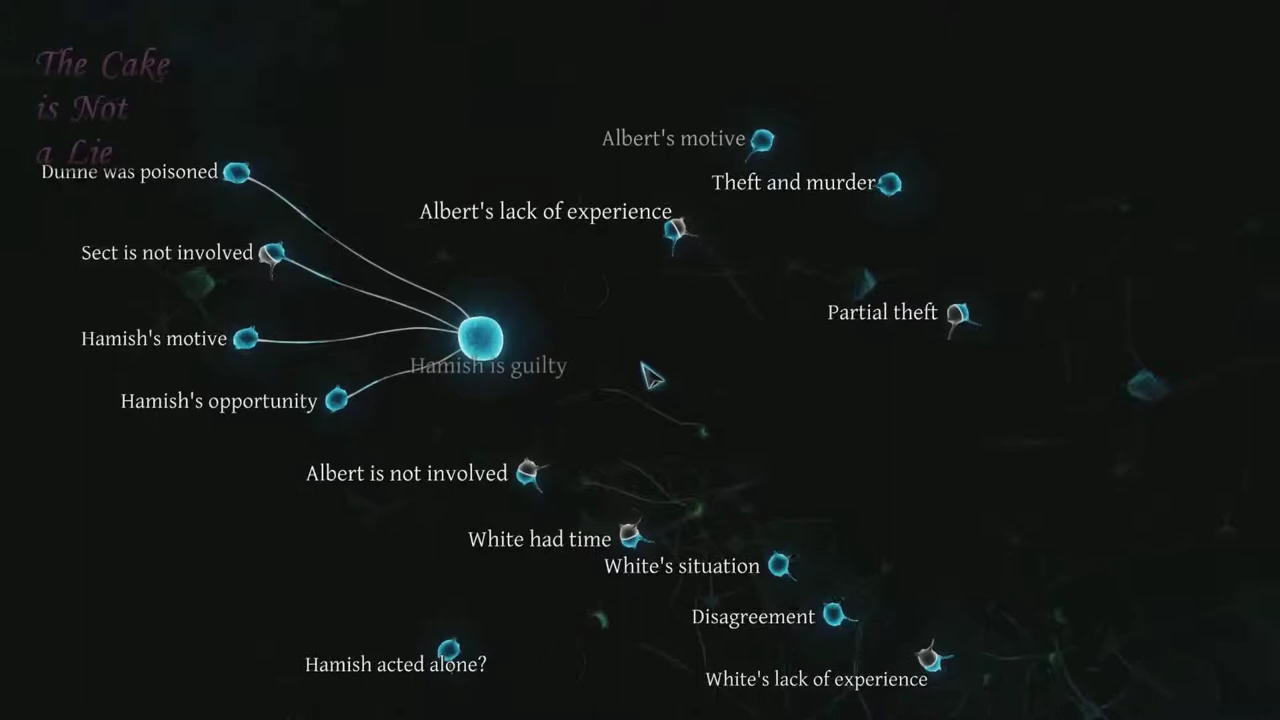 The Cake
is Not
a Lie
Albert's motive
Dunne was poisoned
Theft and murder
Albert's lack of experience
Sect is not involved
Partial theft
Hamish's motive
Hamish is guilty
Hamish's opportunity
Albert is not involved
White had time
White's situation
Disagreement
Hamish acted alone?
White's lack of experience